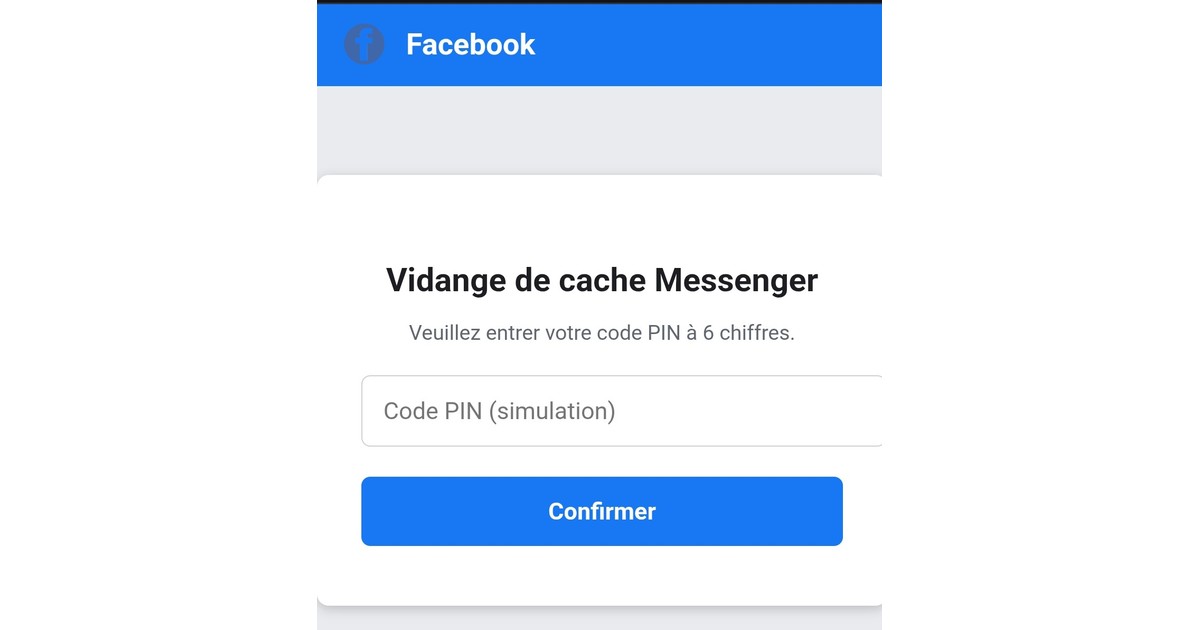 Facebook
Vidange de cache Messenger
Veuillez entrer votre code PIN à 6 chiffres.
Code PIN (simulation)
Confirmer